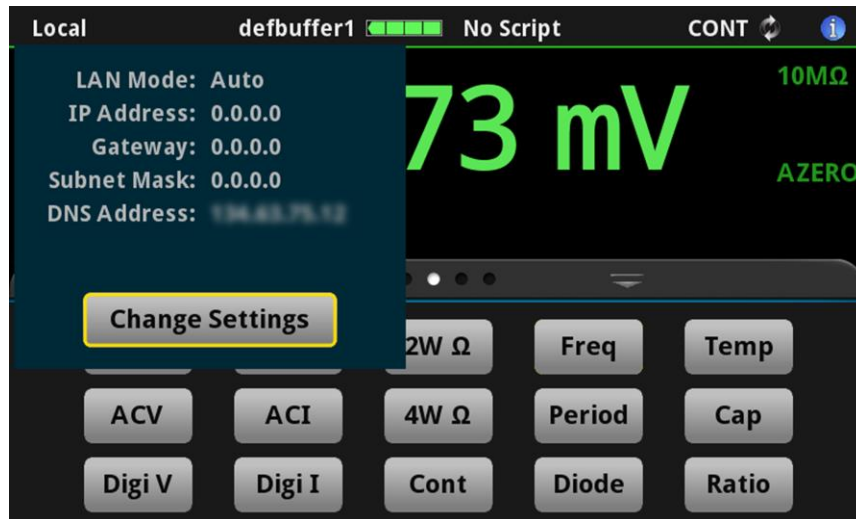 Local defbuffer1 No Script CONT i
LAN Mode: Auto
IP Address: 0.0.0.0
Gateway: 0.0.0.0
Subnet Mask: 0.0.0.0
DNS Address:
Change Settings
73 mV
10MΩ
AZERO
2W Ω Freq Temp
ACV ACI 4W Ω Period Cap
Digi V Digi I Cont Diode Ratio